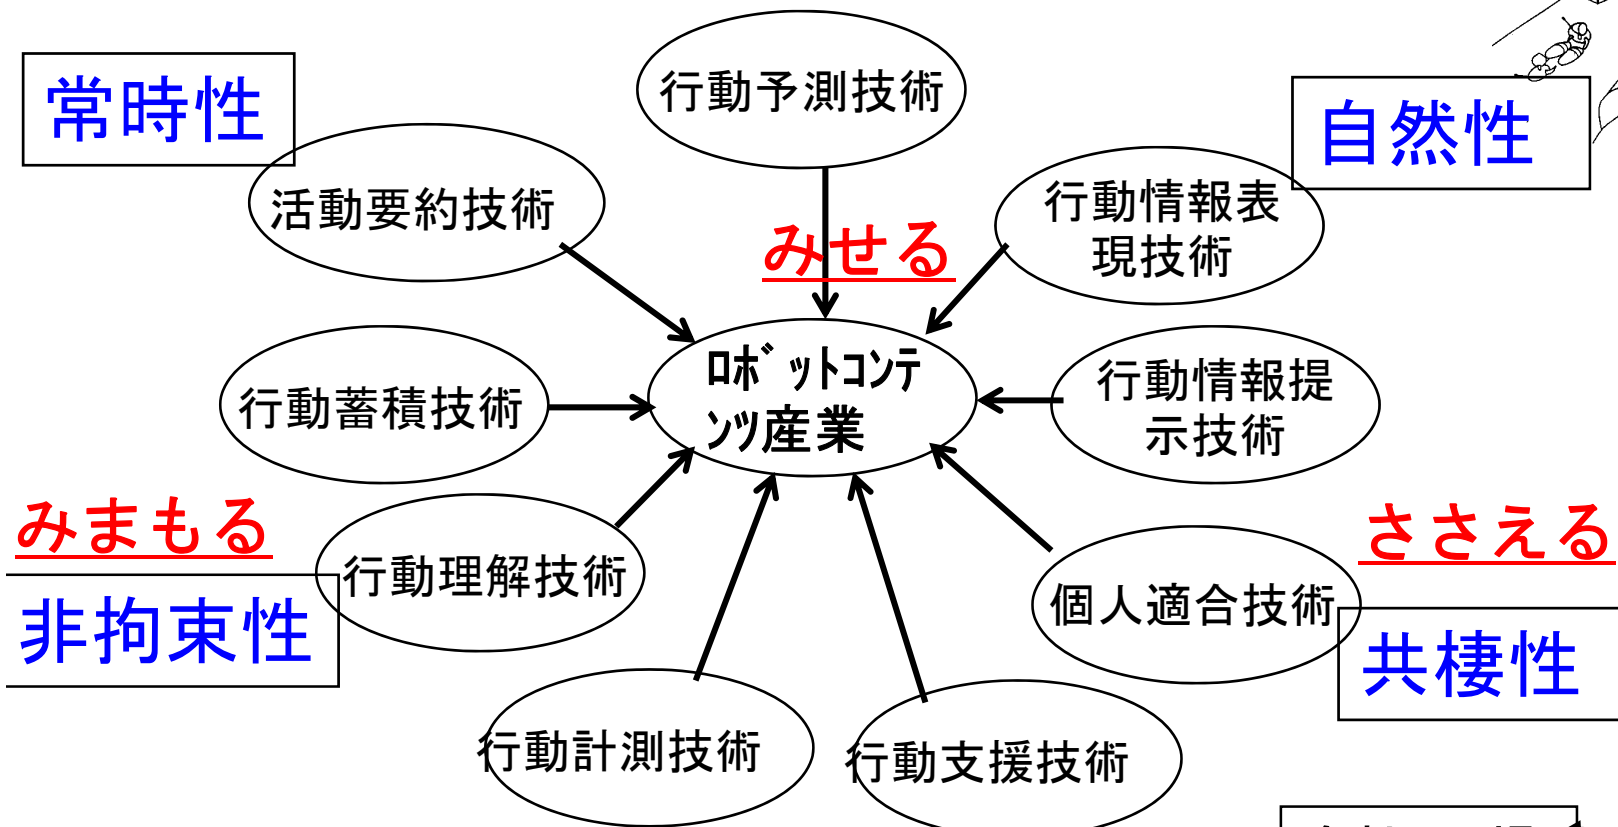 行動予測技術
常時性
自然性
活動要約技術
行動情報表
現技術
みせる
ロボットコンテ
ンツ産業
行動蓄積技術
行動情報提
示技術
みまもる
ささえる
行動理解技術
個人適合技術
非拘束性
共棲性
行動計測技術
行動支援技術